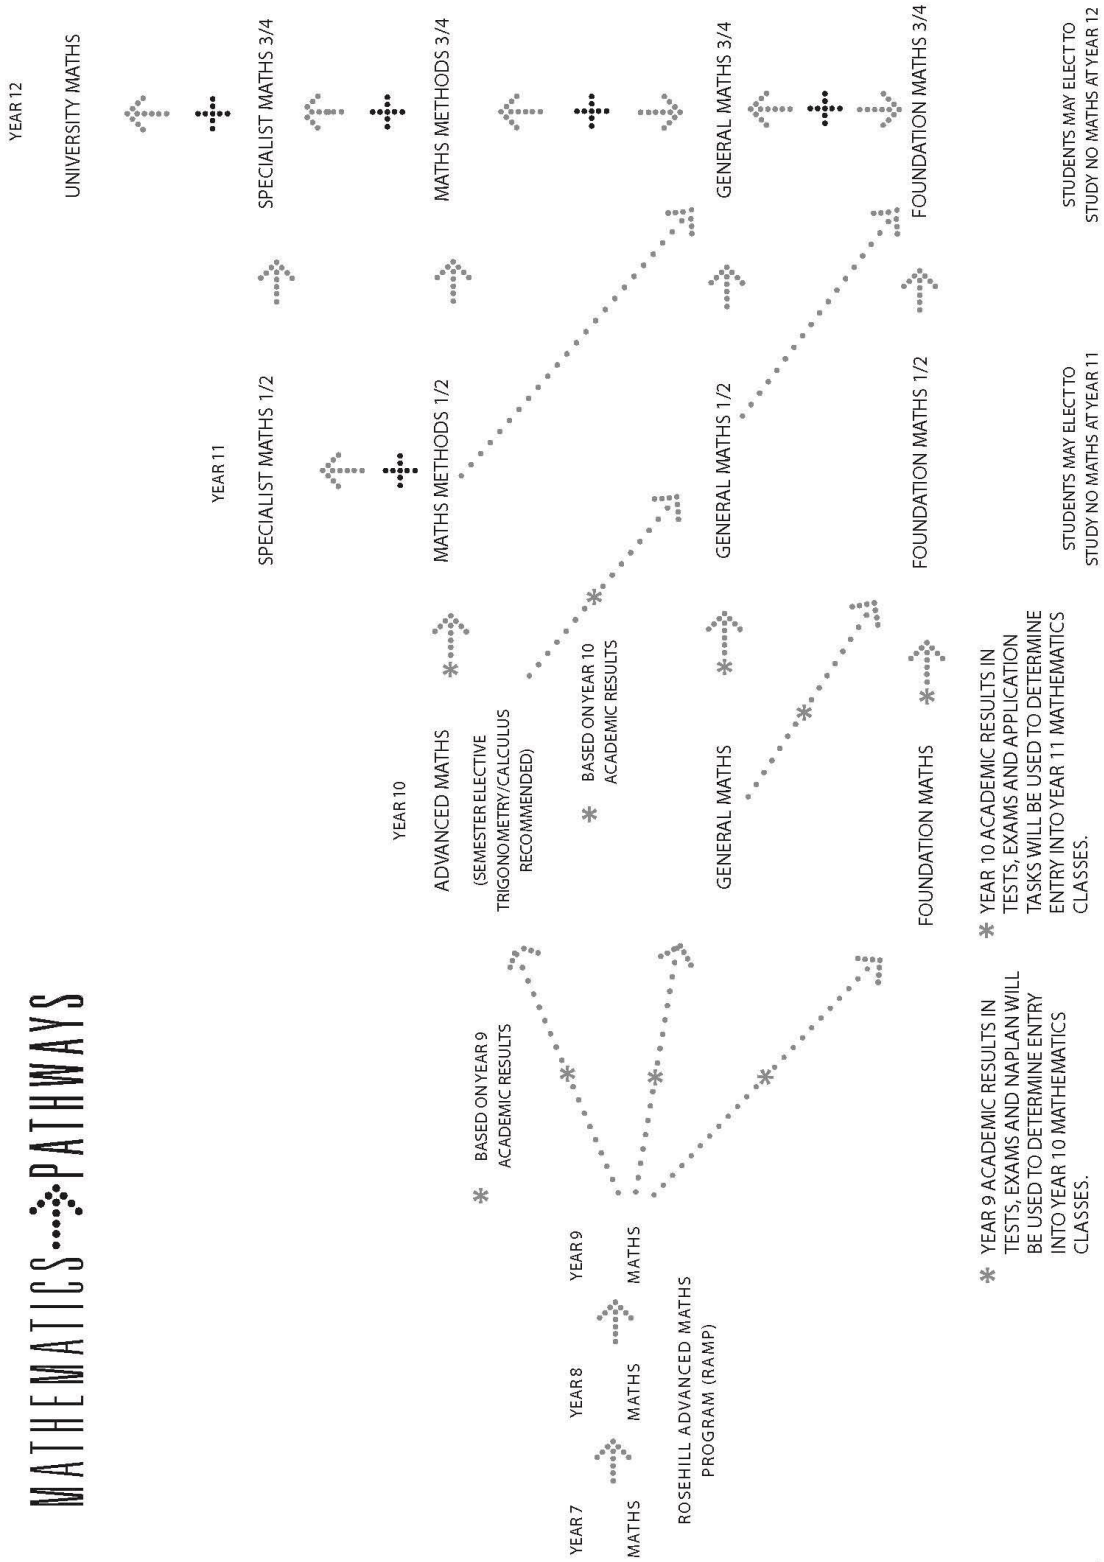 MATHEMATICS PATHWAYS
YEAR 7
MATHS
YEAR 8
MATHS
YEAR 9
MATHS
ROSEHILL ADVANCED MATHS
PROGRAM (RAMP)
* BASED ON YEAR 9
ACADEMIC RESULTS
* YEAR 9 ACADEMIC RESULTS IN
TESTS, EXAMS AND NAPLAN WILL
BE USED TO DETERMINE ENTRY
INTO YEAR 10 MATHEMATICS
CLASSES.
YEAR 10
ADVANCED MATHS
(SEMESTER ELECTIVE
TRIGONOMETRY/CALCULUS
RECOMMENDED)
* BASED ON YEAR 10
ACADEMIC RESULTS
GENERAL MATHS
FOUNDATION MATHS
* YEAR 10 ACADEMIC RESULTS IN
TESTS, EXAMS AND APPLICATION
TASKS WILL BE USED TO DETERMINE
ENTRY INTO YEAR 11 MATHEMATICS
CLASSES.
YEAR 11
SPECIALIST MATHS 1/2
MATHS METHODS 1/2
GENERAL MATHS 1/2
FOUNDATION MATHS 1/2
STUDENTS MAY ELECT TO
STUDY NO MATHS AT YEAR 11
YEAR 12
UNIVERSITY MATHS
SPECIALIST MATHS 3/4
MATHS METHODS 3/4
GENERAL MATHS 3/4
FOUNDATION MATHS 3/4
STUDENTS MAY ELECT TO
STUDY NO MATHS AT YEAR 12